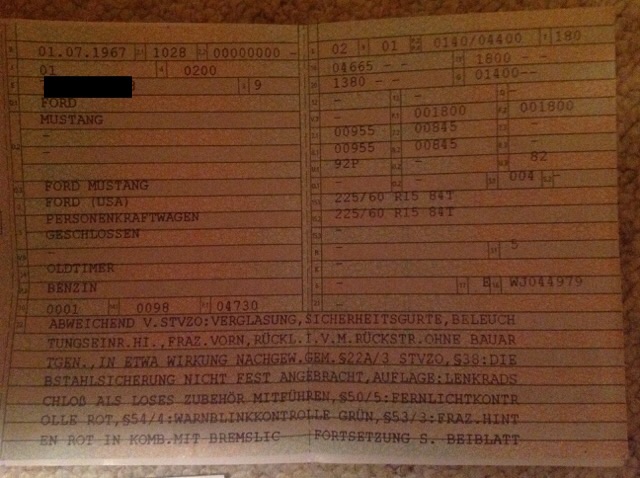 01.07.1967 1028 00000000 -
01 0200
9
FORD
MUSTANG
-
-
FORD MUSTANG
FORD (USA)
PERSONENKRAFTWAGEN
GESCHLOSSEN
-
OLDTIMER
BENZIN
0001 0098 04730
02 01 0140/04400 180
04665 - 1800 -
1380 - 01400--
- - -
- 001800 001800
00955 00845 -
00955 00845 -
92P - 82
- - 004 -
225/60 R15 84T
225/60 R15 84T
-
- 5
-
- E WJ044979
-
ABWEICHEND V.STVZO:VERGLASUNG,SICHERHEITSGURTE,BELEUCH
TUNGSEINR.HI.,FRAZ.VORN,RÜCKL.I.V.M.RÜCKSTR.OHNE BAUAR
TGEN.,IN ETWA WIRKUNG NACHGEW.GEM.§22A/3 STVZO,§38:DIE
BSTAHLSICHERUNG NICHT FEST ANGEBRACHT,AUFLAGE:LENKRADS
CHLOß ALS LOSES ZUBEHÖR MITFÜHREN,§50/5:FERNLICHTKONTR
OLLE ROT,§54/4:WARNBLINKKONTROLLE GRÜN,§53/3:FRAZ.HINT
EN ROT IN KOMB.MIT BREMSLIC FORTSETZUNG S. BEIBLATT